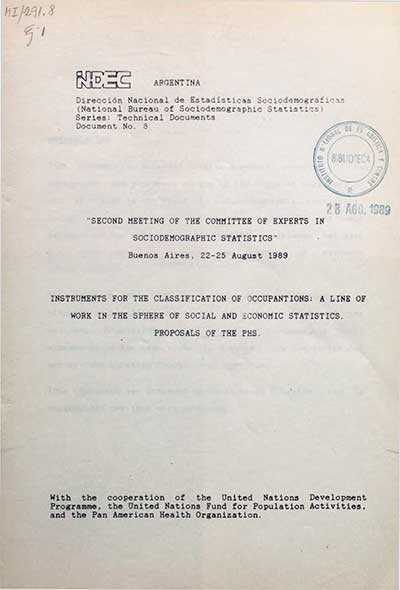 HI/291.8
ej.1
INDEC ARGENTINA
Dirección Nacional de Estadísticas Sociodemográficas
(National Bureau of Sociodemographic Statistics)
Series: Technical Documents
Document No. 8
BIBLIOTECA
28 AGO. 1989
"SECOND MEETING OF THE COMMITTEE OF EXPERTS IN
SOCIODEMOGRAPHIC STATISTICS"
Buenos Aires, 22-25 August 1989
INSTRUMENTS FOR THE CLASSIFICATION OF OCCUPANTIONS: A LINE OF
WORK IN THE SPHERE OF SOCIAL AND ECONOMIC STATISTICS.
PROPOSALS OF THE PHS.
With the cooperation of the United Nations Development
Programme, the United Nations Fund for Population Activities,
and the Pan American Health Organization.